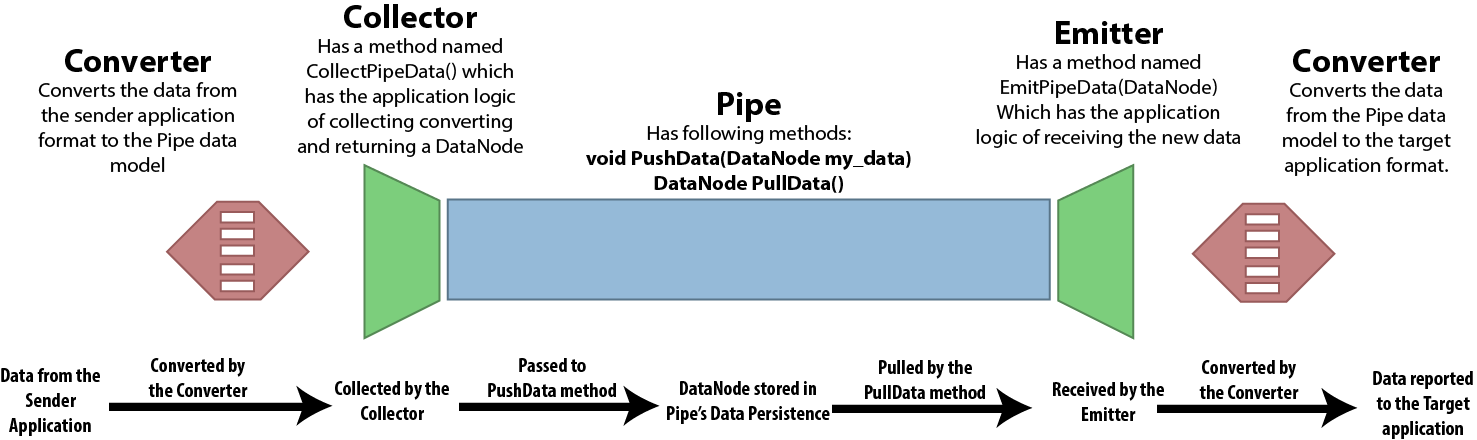 Converter
Converts the data from
the sender application
format to the Pipe data
model
Collector
Has a method named
CollectPipeData() which
has the application logic
of collecting converting
and returning a DataNode
Pipe
Has following methods:
void PushData(DataNode my_data)
DataNode PullData()
Emitter
Has a method named
EmitPipeData(DataNode)
Which has the application
logic of receiving the new data
Converter
Converts the data
from the Pipe data
model to the target
application format.
Data from the
Sender
Application
Converted by
the Converter
Collected by the
Collector
Passed to
PushData method
DataNode stored in
Pipe's Data Persistence
Pulled by the
PullData method
Received by the
Emitter
Converted by
the Converter
Data reported
to the Target
application